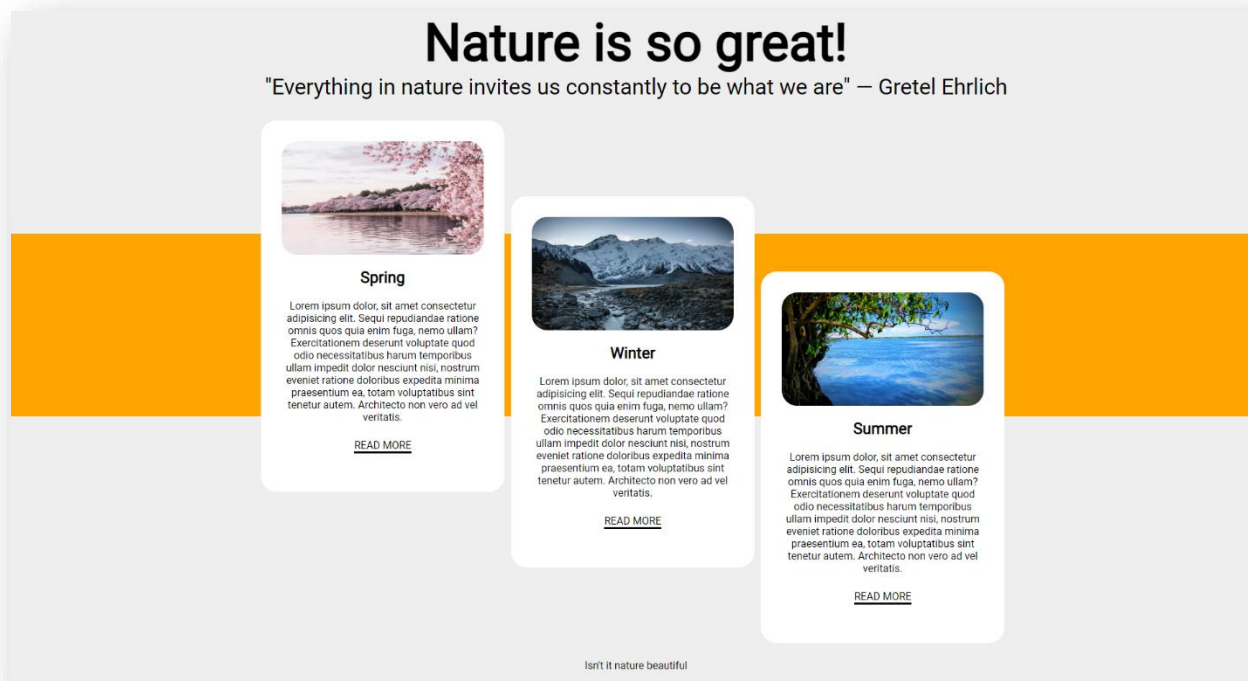 Nature is so great!
"Everything in nature invites us constantly to be what we are" — Gretel Ehrlich
Spring
Lorem ipsum dolor, sit amet consectetur
adipisicing elit. Sequi repudiandae ratione
omnis quos quia enim fuga, nemo ullam?
Exercitationem deserunt voluptate quod
odio necessitatibus harum temporibus
ullam impedit dolor nesciunt nisi, nostrum
eveniet ratione doloribus expedita minima
praesentium ea, totam voluptatibus sint
tenetur autem. Architecto non vero ad vel
veritatis.
READ MORE
Winter
Lorem ipsum dolor, sit amet consectetur
adipisicing elit. Sequi repudiandae ratione
omnis quos quia enim fuga, nemo ullam?
Exercitationem deserunt voluptate quod
odio necessitatibus harum temporibus
ullam impedit dolor nesciunt nisi, nostrum
eveniet ratione doloribus expedita minima
praesentium ea, totam voluptatibus sint
tenetur autem. Architecto non vero ad vel
veritatis.
READ MORE
Summer
Lorem ipsum dolor, sit amet consectetur
adipisicing elit. Sequi repudiandae ratione
omnis quos quia enim fuga, nemo ullam?
Exercitationem deserunt voluptate quod
odio necessitatibus harum temporibus
ullam impedit dolor nesciunt nisi, nostrum
eveniet ratione doloribus expedita minima
praesentium ea, totam voluptatibus sint
tenetur autem. Architecto non vero ad vel
veritatis.
READ MORE
Isn't it nature beautiful